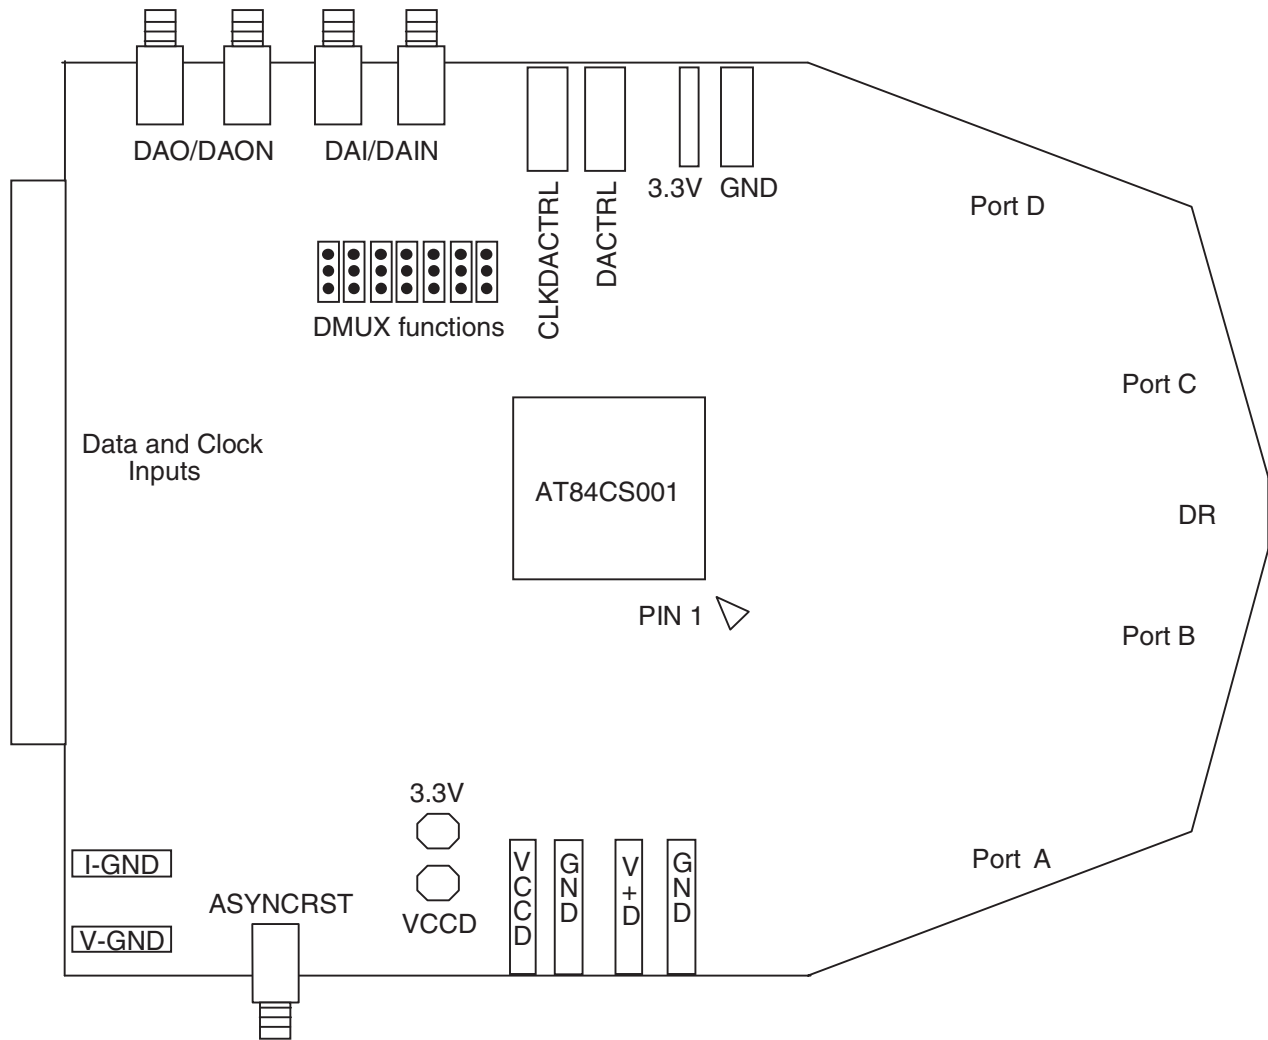 DAO/DAON
DAI/DAIN
CLKDACTRL
DACTRL
3.3V
GND
Port D
DMUX functions
Port C
Data and Clock
Inputs
AT84CS001
DR
PIN 1
Port B
3.3V
VCCD
GND
V+D
GND
Port A
I-GND
ASYNCRST
VCCD
V-GND